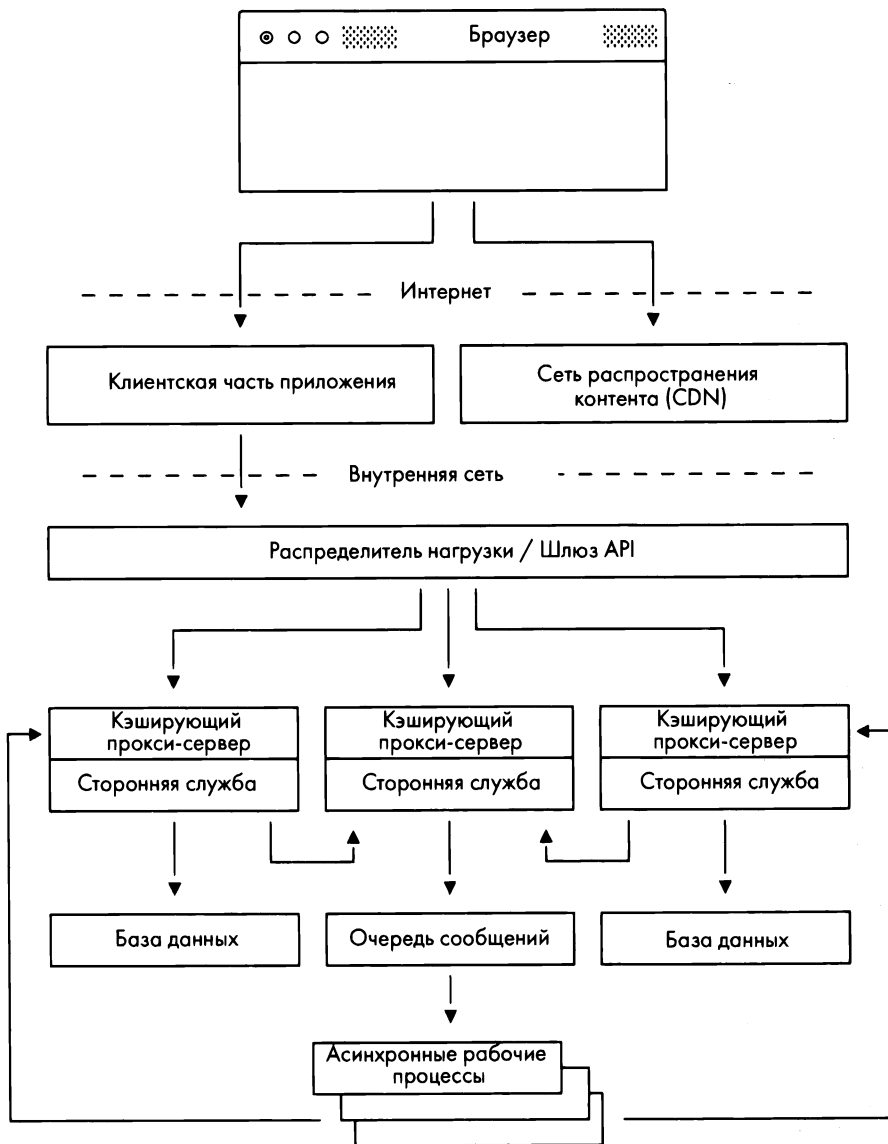 Браузер
Интернет
Клиентская часть приложения
Сеть распространения
контента (CDN)
Внутренняя сеть
Распределитель нагрузки / Шлюз API
Кэширующий
прокси-сервер
Сторонняя служба
Кэширующий
прокси-сервер
Сторонняя служба
Кэширующий
прокси-сервер
Сторонняя служба
База данных
Очередь сообщений
База данных
Асинхронные рабочие
процессы